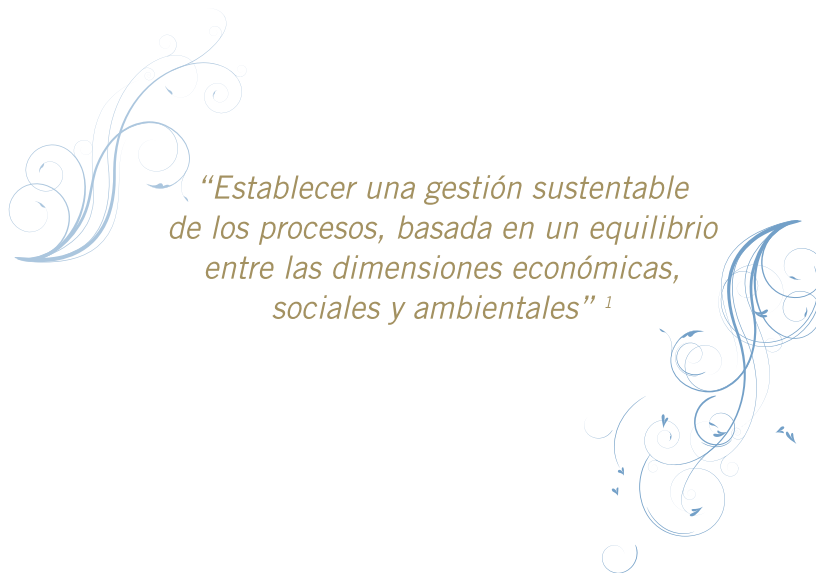 “Establecer una gestión sustentable
de los procesos, basada en un equilibrio
entre las dimensiones económicas,
sociales y ambientales” 1